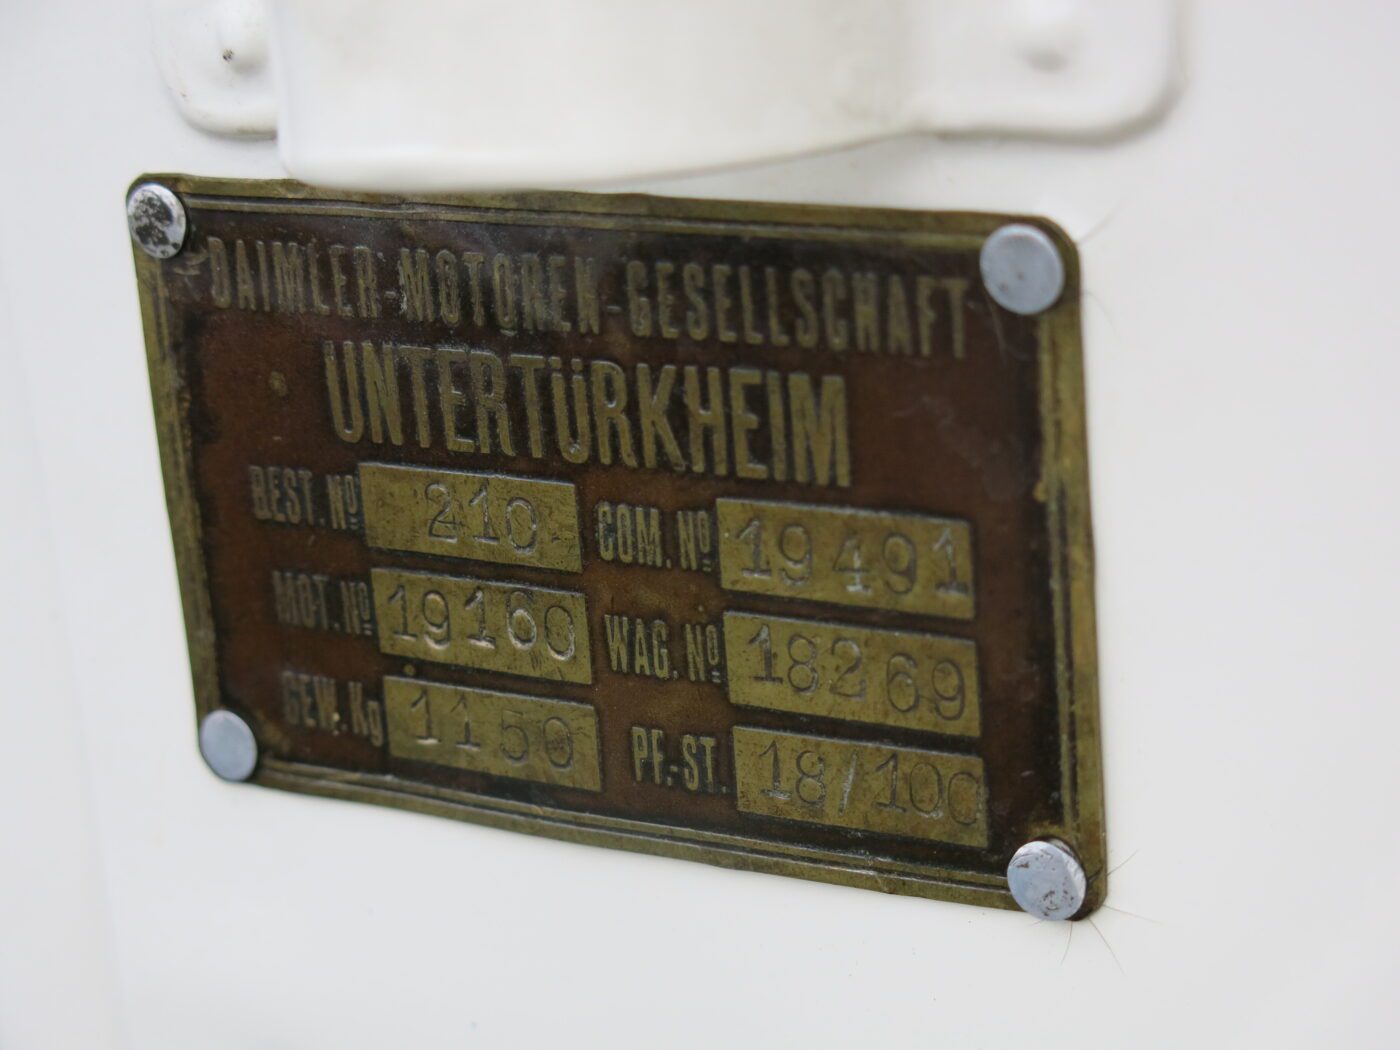 DAIMLER-MOTOREN-GESELLSCHAFT
UNTERTÜRKHEIM
BEST. Nº 210 COM. Nº 19491
MOT. Nº 19160 WAG. Nº 18269
GEW. Kg 1150 PF.-ST. 18/100